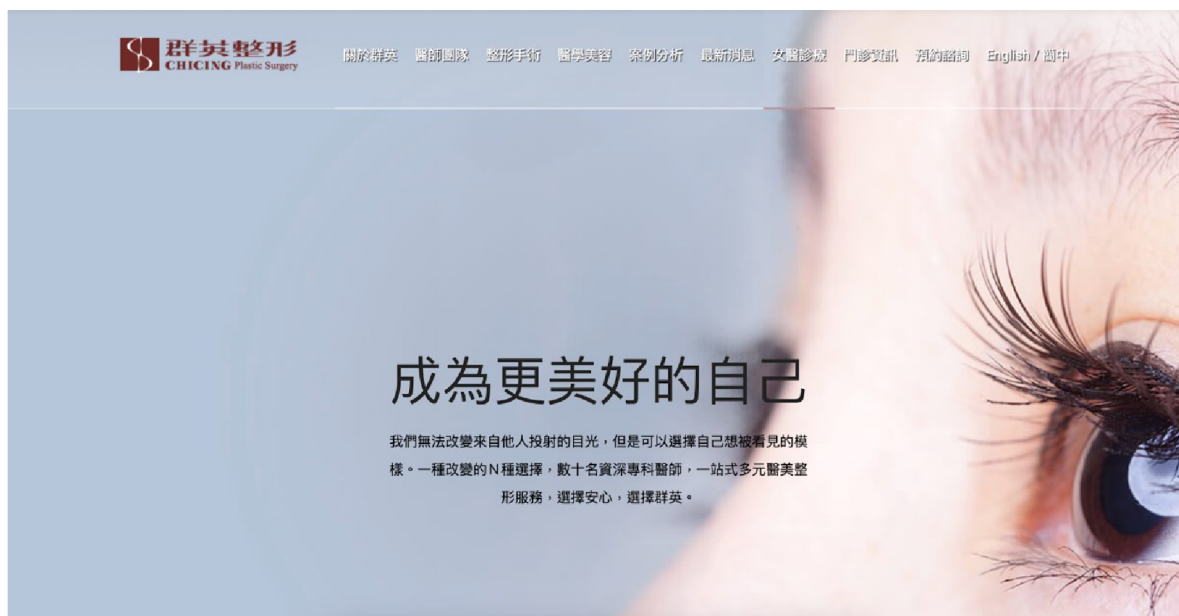 群英整形
CHICING Plastic Surgery
關於群英 醫師團隊 整形手術 醫學美容 案例分析 最新消息 女醫診療 門診資訊 預約諮詢 English / 簡中
成為更美好的自己
我們無法改變來自他人投射的目光，但是可以選擇自己想被看見的模
樣。一種改變的N種選擇，數十名資深專科醫師，一站式多元醫美整
形服務，選擇安心，選擇群英。